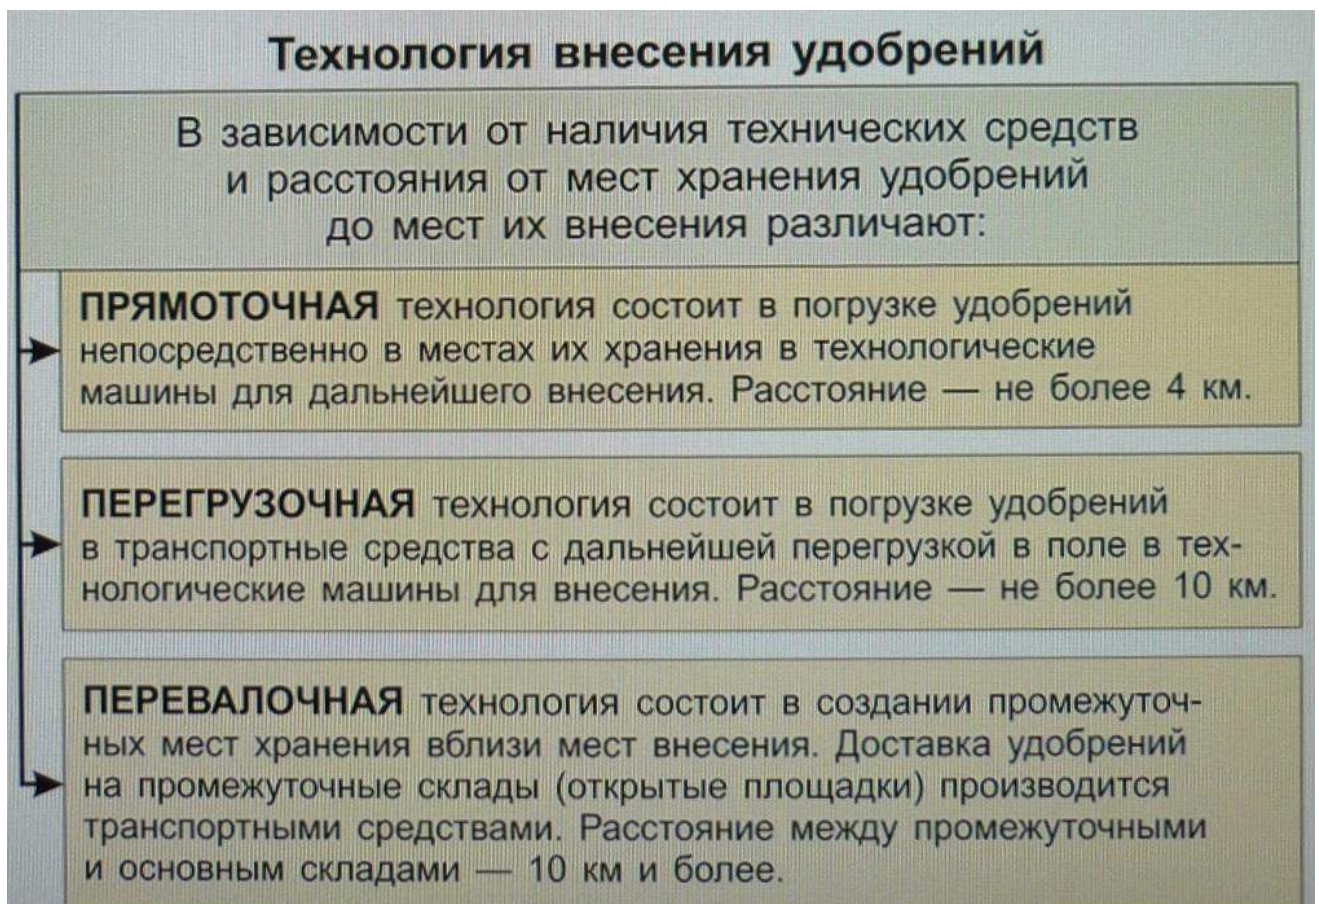 Технология внесения удобрений
В зависимости от наличия технических средств
и расстояния от мест хранения удобрений
до мест их внесения различают:
ПРЯМОТОЧНАЯ технология состоит в погрузке удобрений
непосредственно в местах их хранения в технологические
машины для дальнейшего внесения. Расстояние — не более 4 км.
ПЕРЕГРУЗОЧНАЯ технология состоит в погрузке удобрений
в транспортные средства с дальнейшей перегрузкой в поле в тех-
нологические машины для внесения. Расстояние — не более 10 км.
ПЕРЕВАЛОЧНАЯ технология состоит в создании промежуточ-
ных мест хранения вблизи мест внесения. Доставка удобрений
на промежуточные склады (открытые площадки) производится
транспортными средствами. Расстояние между промежуточными
и основным складами — 10 км и более.